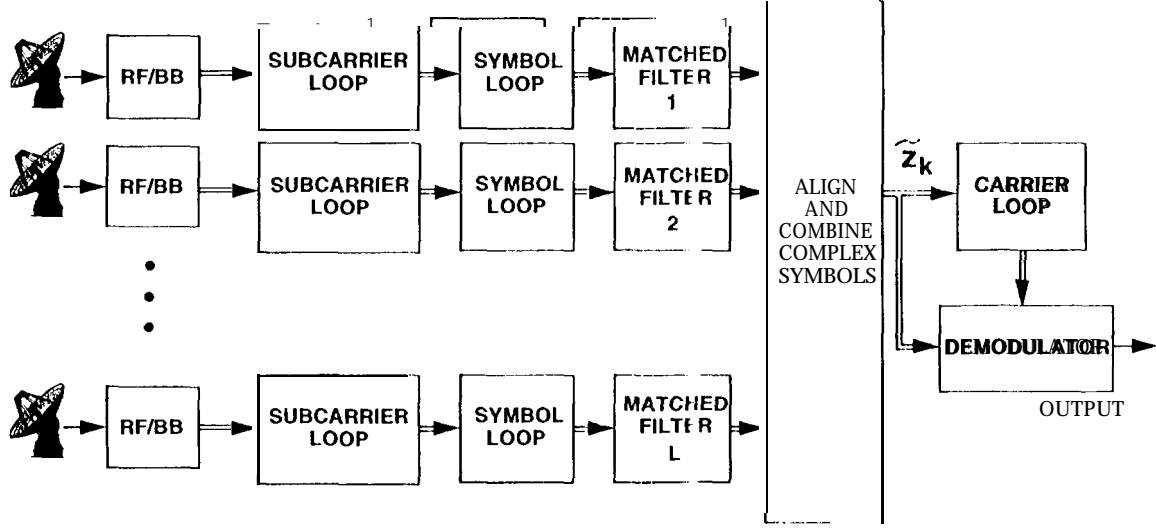 RF/BB
SUBCARRIER
LOOP
SYMBOL
LOOP
MATCHED
FILTER
1
RF/BB
SUBCARRIER
LOOP
SYMBOL
LOOP
MATCHED
FILTER
2
RF/BB
SUBCARRIER
LOOP
SYMBOL
LOOP
MATCHED
FILTER
L
ALIGN
AND
COMBINE
COMPLEX
SYMBOLS
z̃k
CARRIER
LOOP
DEMODULATOR
OUTPUT